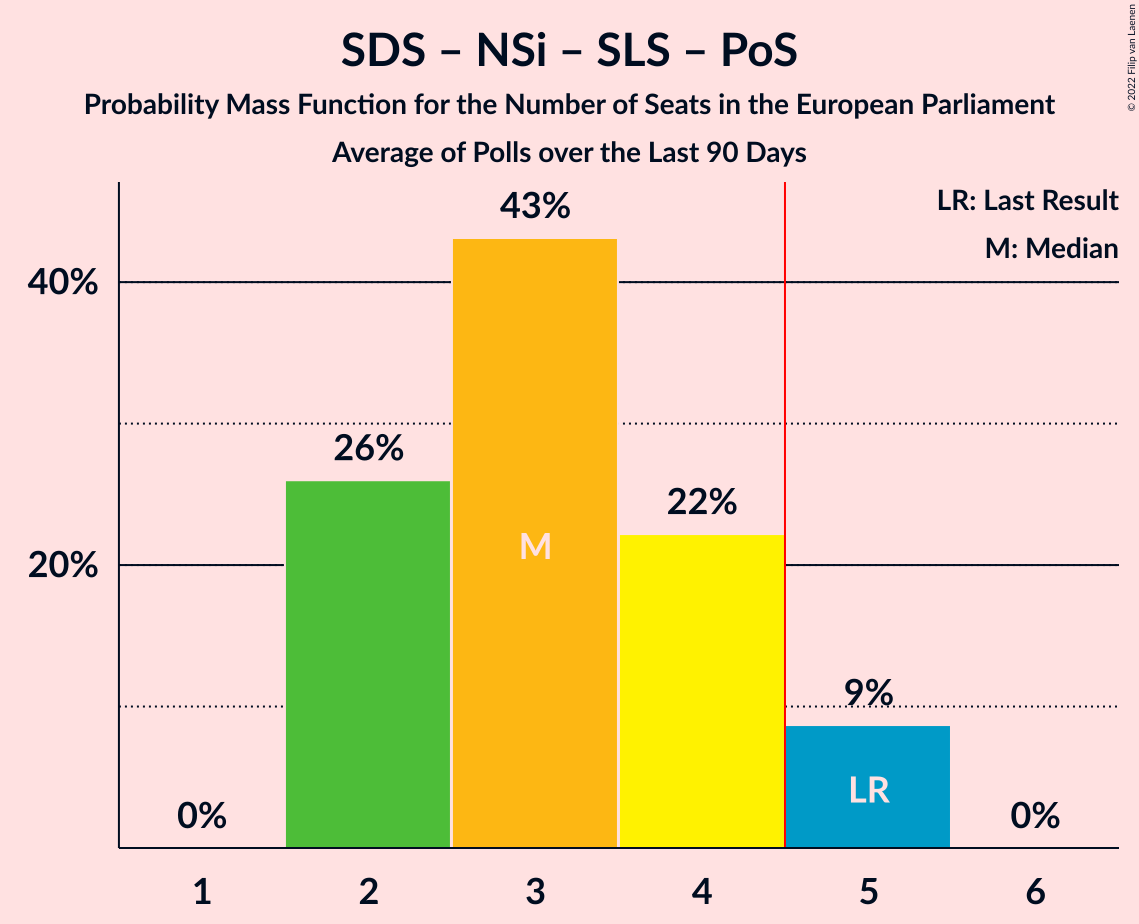 SDS – NSi – SLS – PoS
Probability Mass Function for the Number of Seats in the European Parliament
Average of Polls over the Last 90 Days
© 2022 Filip van Laenen
LR: Last Result
M: Median
40%
20%
0%
26%
43%
M
22%
9%
LR
0%
1 2 3 4 5 6